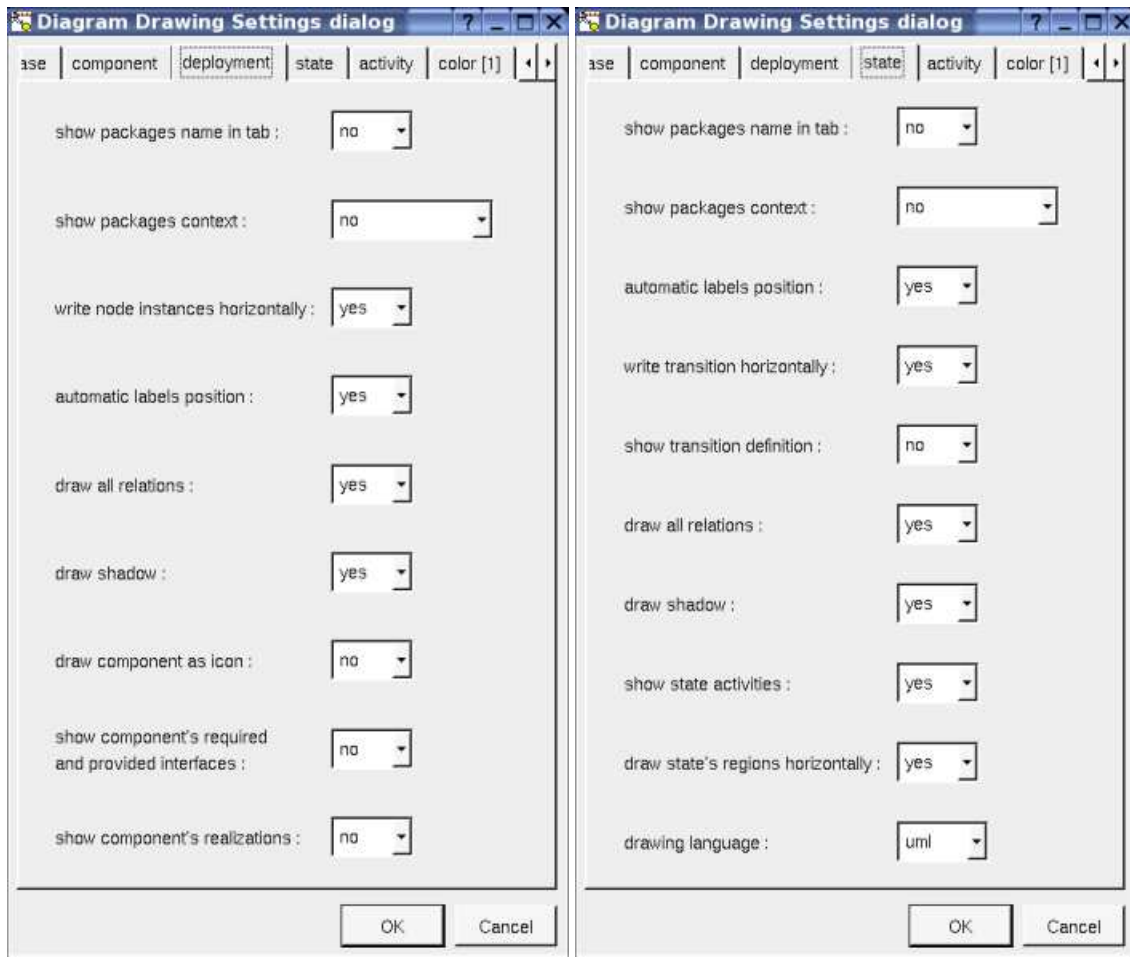 Diagram Drawing Settings dialog
ase component deployment state activity color [1]
show packages name in tab : no
show packages context : no
write node instances horizontally : yes
automatic labels position : yes
draw all relations : yes
draw shadow : yes
draw component as icon : no
show component's required
and provided interfaces : no
show component's realizations : no
OK Cancel
Diagram Drawing Settings dialog
ase component deployment state activity color [1]
show packages name in tab : no
show packages context : no
automatic labels position : yes
write transition horizontally : yes
show transition definition : no
draw all relations : yes
draw shadow : yes
show state activities : yes
draw state's regions horizontally : yes
drawing language : uml
OK Cancel